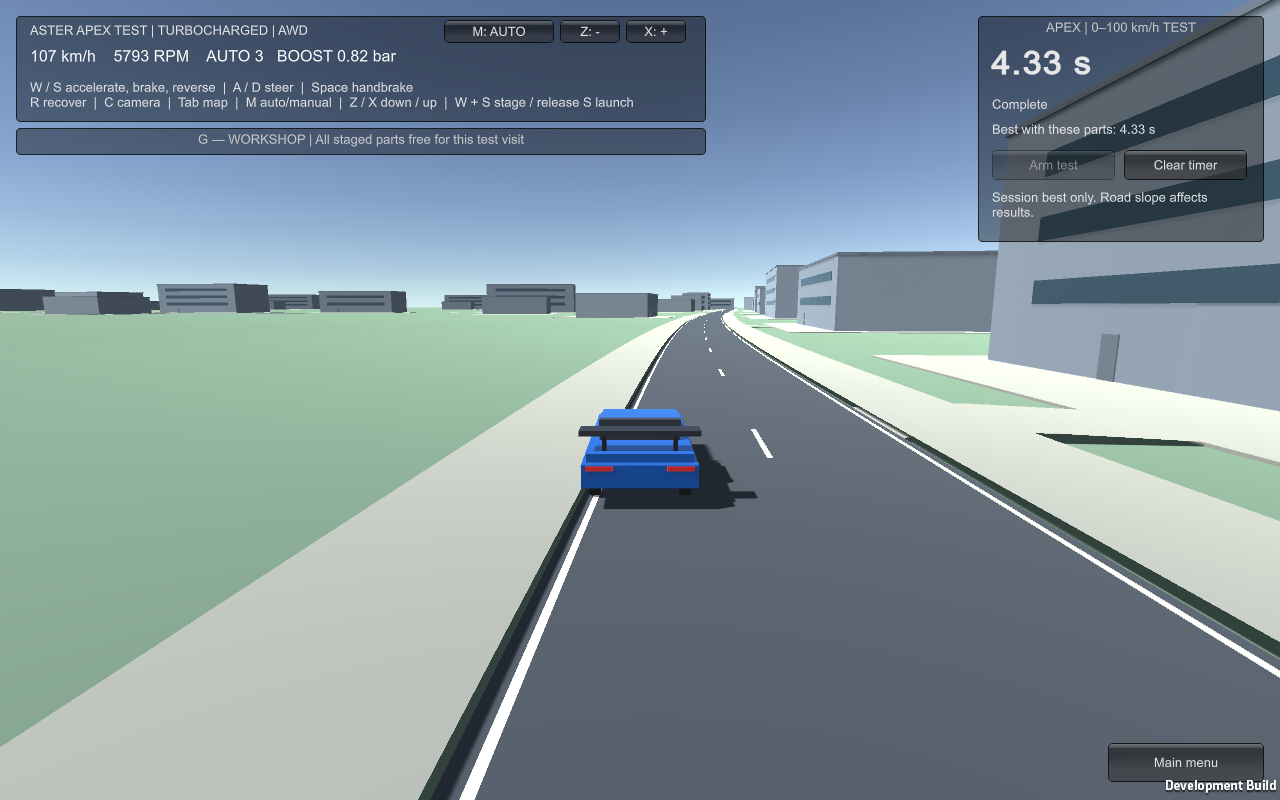 ASTER APEX TEST | TURBOCHARGED | AWD
M: AUTO
Z: -
X: +
107 km/h 5793 RPM AUTO 3 BOOST 0.82 bar
W / S accelerate, brake, reverse | A / D steer | Space handbrake
R recover | C camera | Tab map | M auto/manual | Z / X down / up | W + S stage / release S launch
G — WORKSHOP | All staged parts free for this test visit
APEX | 0–100 km/h TEST
4.33 s
Complete
Best with these parts: 4.33 s
Arm test
Clear timer
Session best only. Road slope affects
results.
Main menu
Development Build